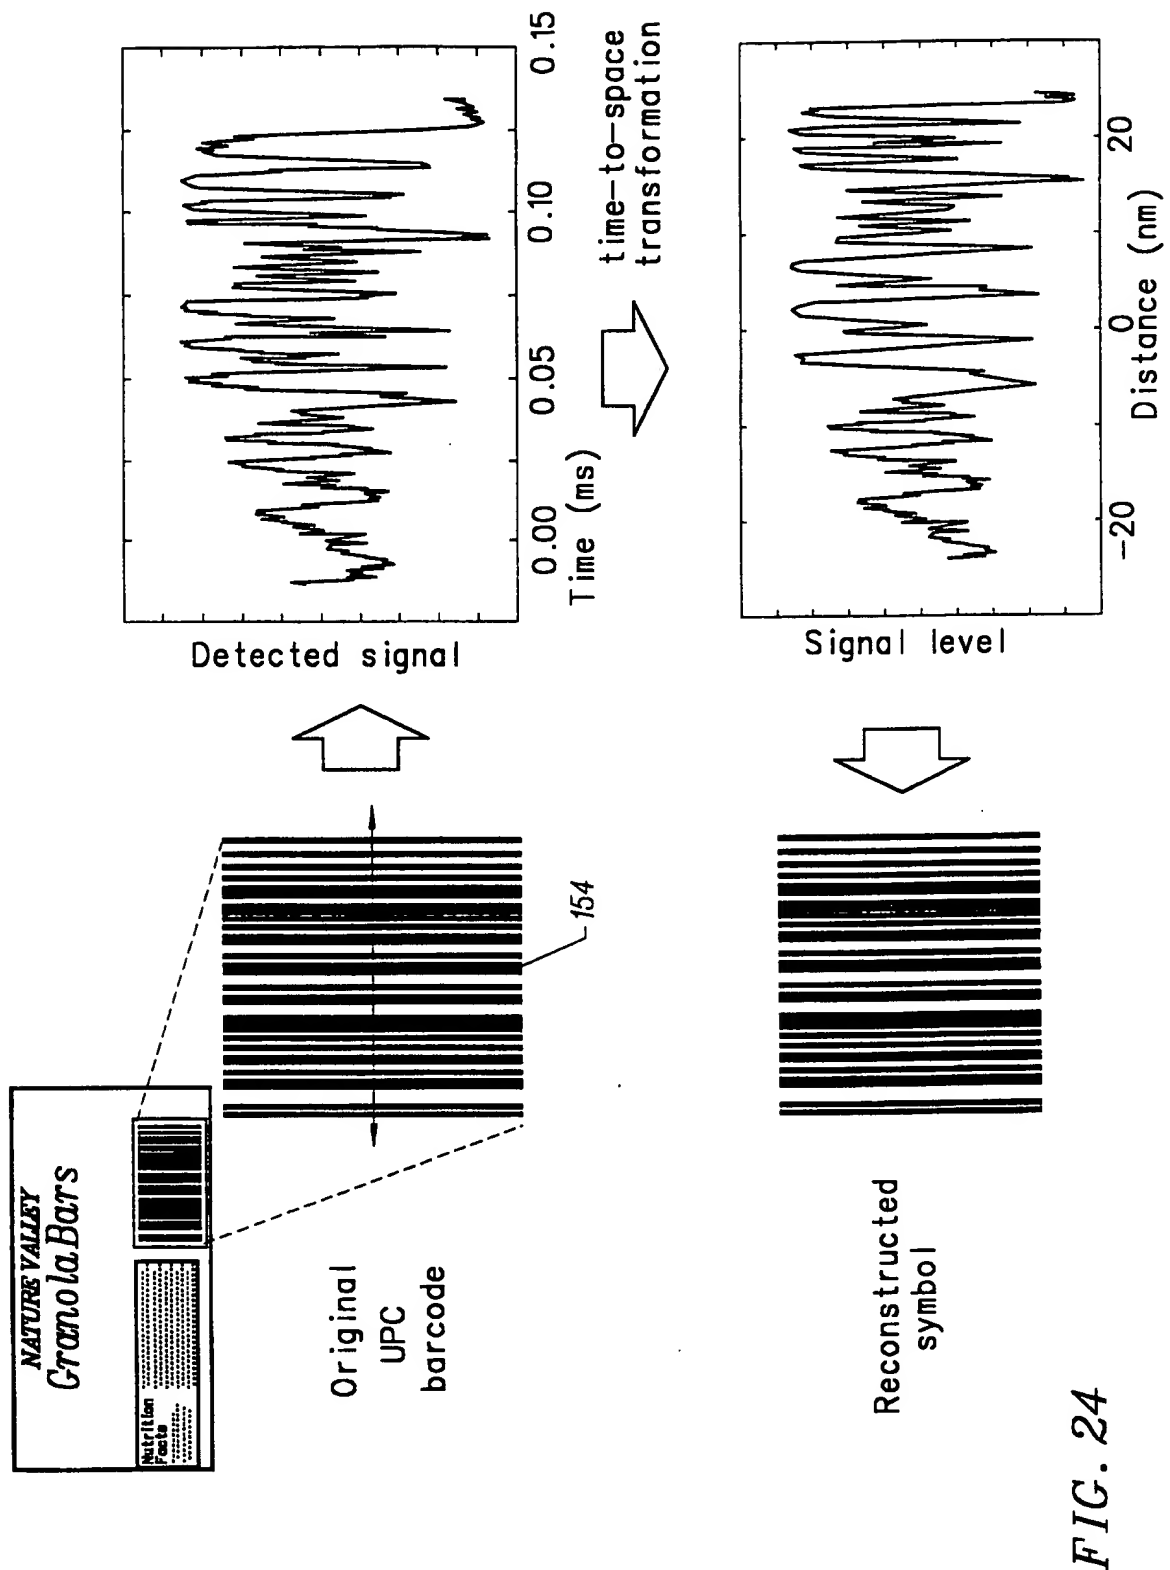 NATURE VALLEY
Granola Bars
Nutrition
Facts
Original
UPC
barcode
154
Detected signal
0.00
0.05
0.10
0.15
Time (ms)
time-to-space
transformation
Signal level
-20
0
20
Distance (nm)
Reconstructed
symbol
FIG. 24